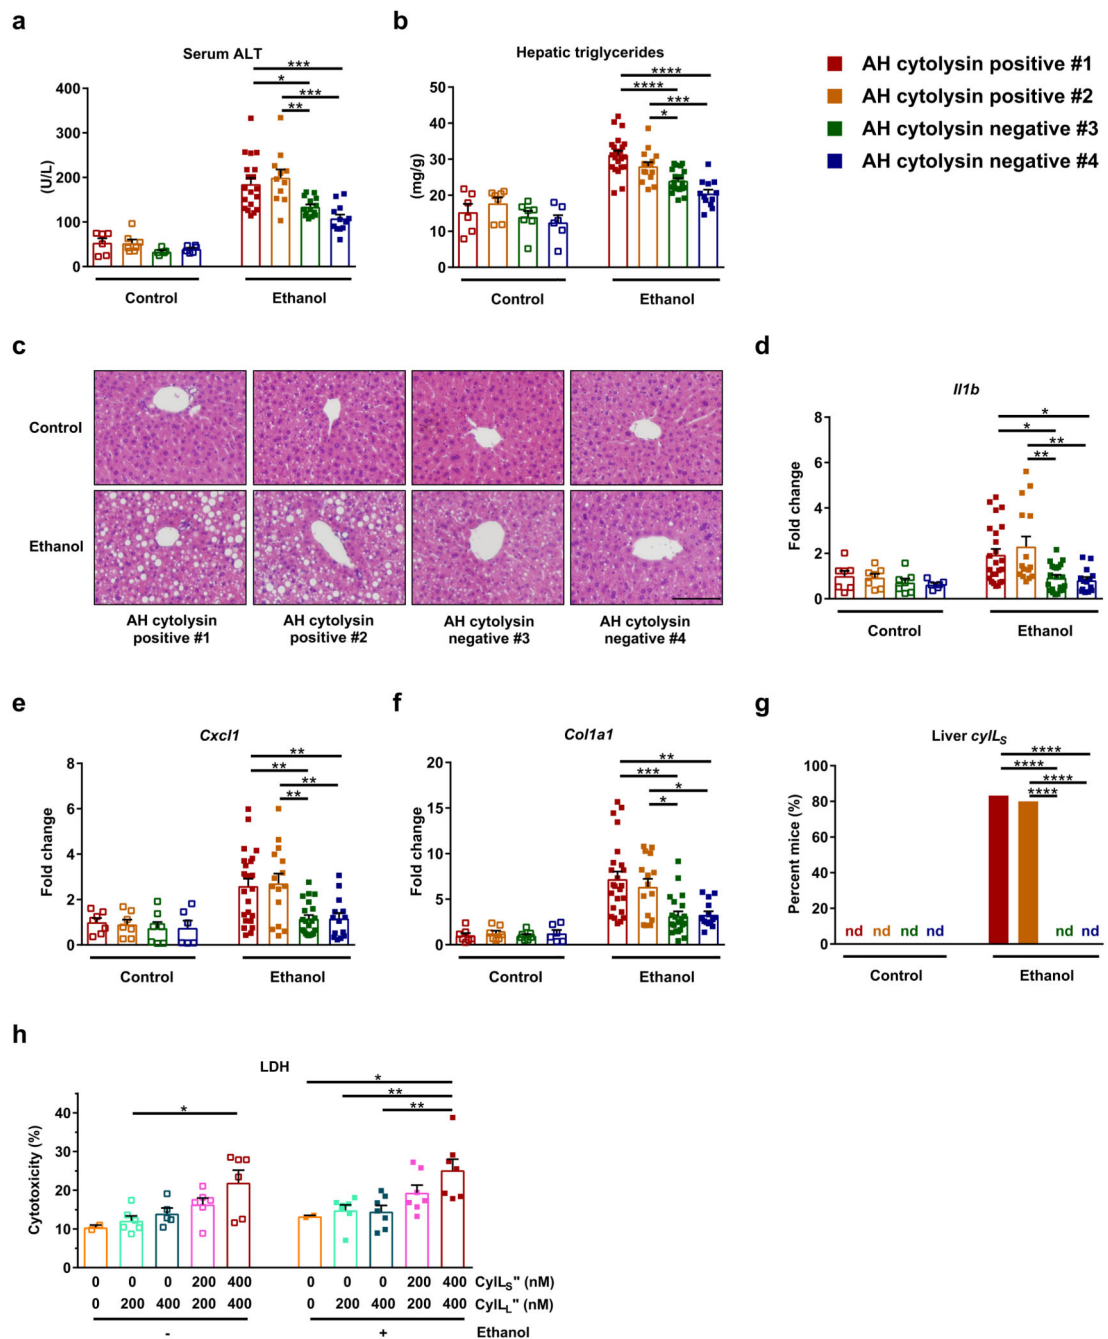 a
Serum ALT
***
*
***
**
400
300
200
100
0
(U/L)
Control
Ethanol
b
Hepatic triglycerides
****
****
***
*
50
40
30
20
10
0
(mg/g)
Control
Ethanol
AH cytolysin positive #1
AH cytolysin positive #2
AH cytolysin negative #3
AH cytolysin negative #4
c
Control
Ethanol
AH cytolysin positive #1
AH cytolysin positive #2
AH cytolysin negative #3
AH cytolysin negative #4
d
Il1b
*
*
**
**
8
6
4
2
0
Fold change
Control
Ethanol
e
Cxcl1
**
**
**
**
8
6
4
2
0
Fold change
Control
Ethanol
f
Col1a1
**
***
*
*
20
15
10
5
0
Fold change
Control
Ethanol
g
Liver cylLS
****
****
****
****
100
80
60
40
20
0
Percent mice (%)
nd nd nd nd
nd nd
Control
Ethanol
h
LDH
*
*
**
**
40
30
20
10
0
Cytotoxicity (%)
0 0 0 200 400 0 0 0 200 400 CylLS" (nM)
0 200 400 200 400 0 200 400 200 400 CylLL" (nM)
- + Ethanol